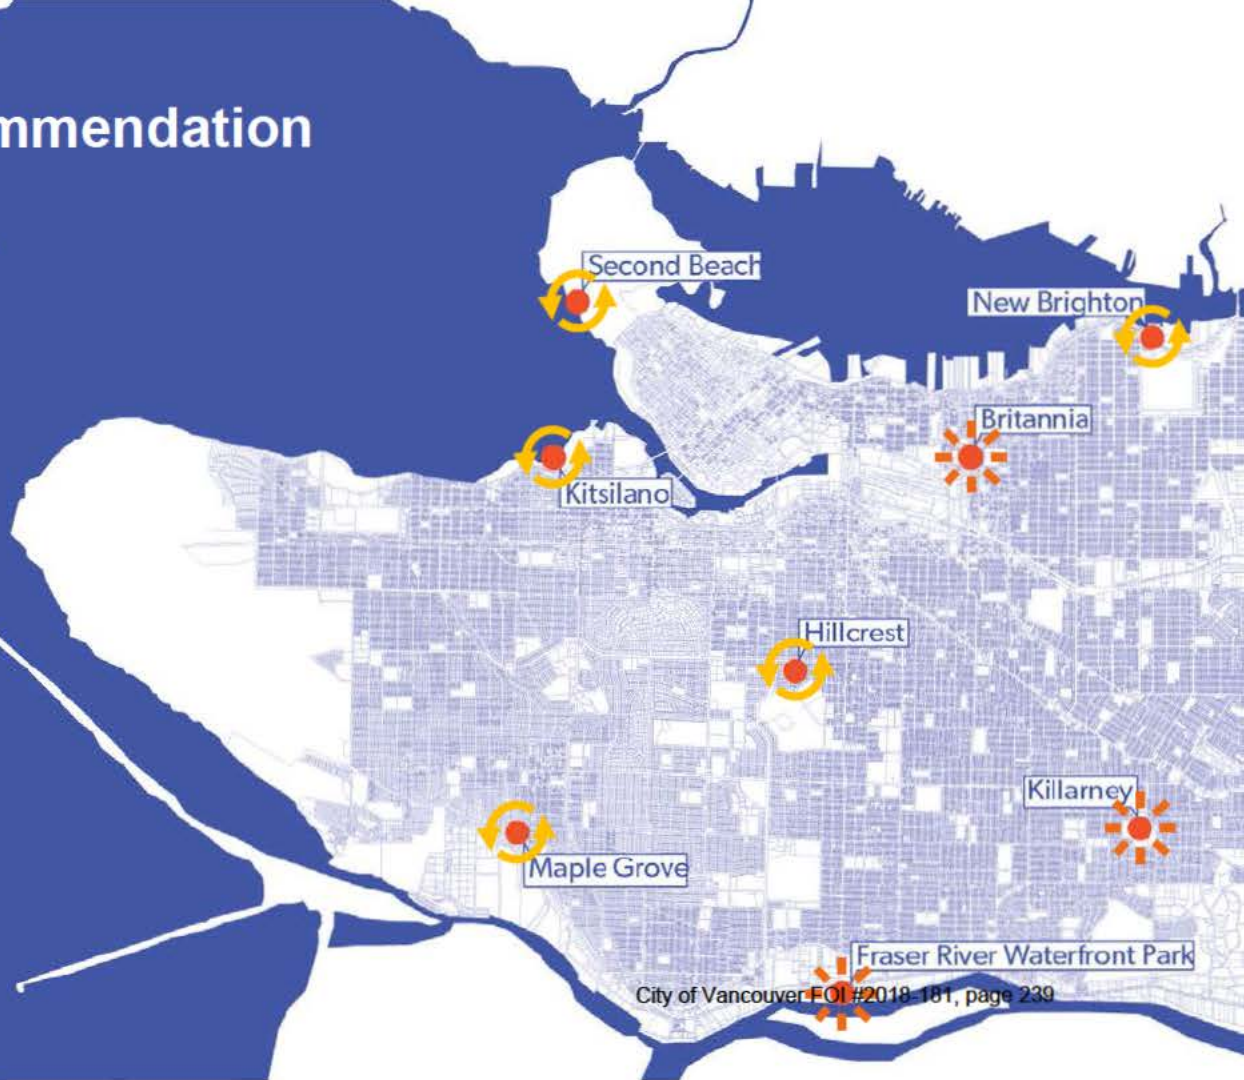 mmendation
Second Beach
New Brighton
Britannia
Kitsilano
Hillcrest
Killarney
Maple Grove
Fraser River Waterfront Park
City of Vancouver FOI #2018-181, page 239